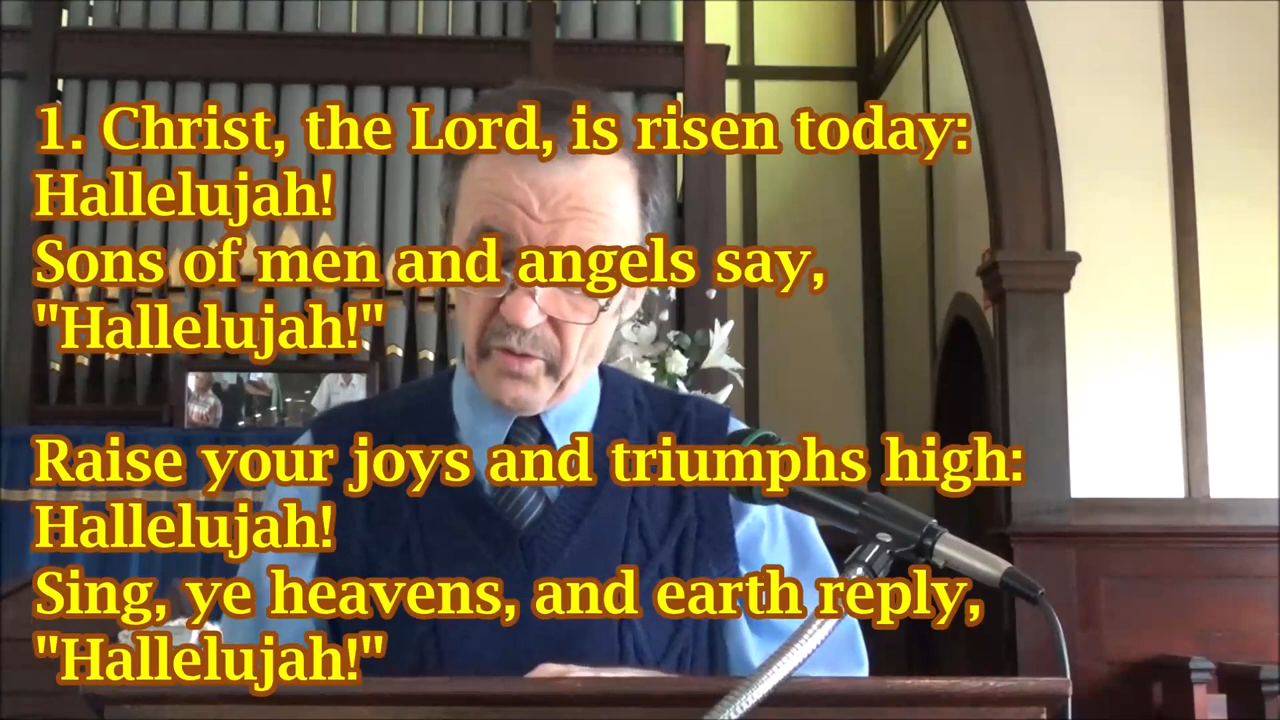 1. Christ, the Lord, is risen today:
Hallelujah!
Sons of men and angels say,
"Hallelujah!"
Raise your joys and triumphs high:
Hallelujah!
Sing, ye heavens, and earth reply,
"Hallelujah!"